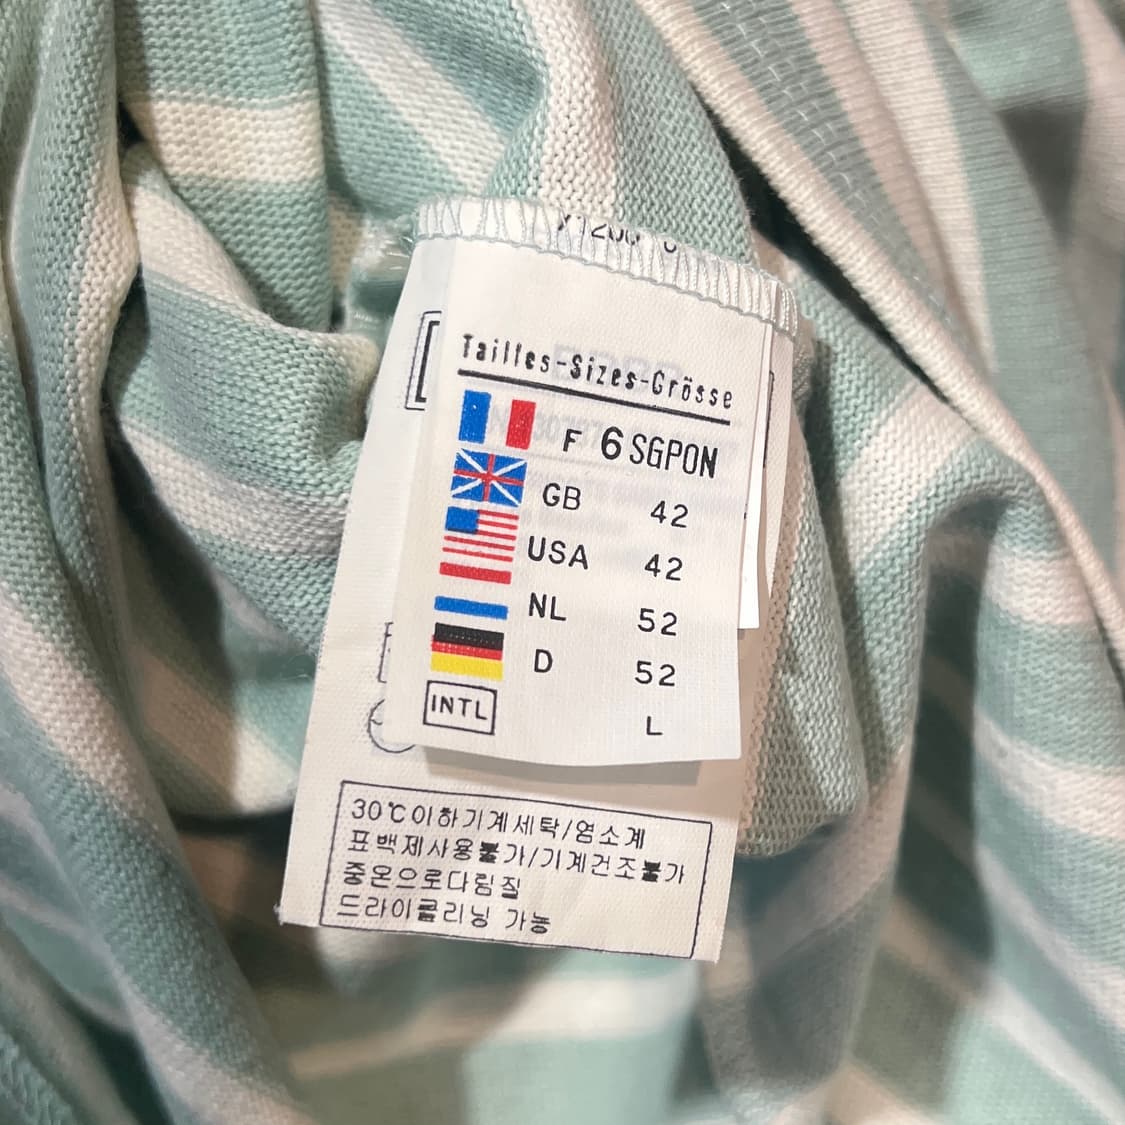 Tailles-Sizes-Grösse
F 6 SGPON
GB 42
USA 42
NL 52
D 52
INTL L
30℃이하기계세탁/염소계
표백제사용불가/기계건조불가
중온으로다림질
드라이클리닝 가능